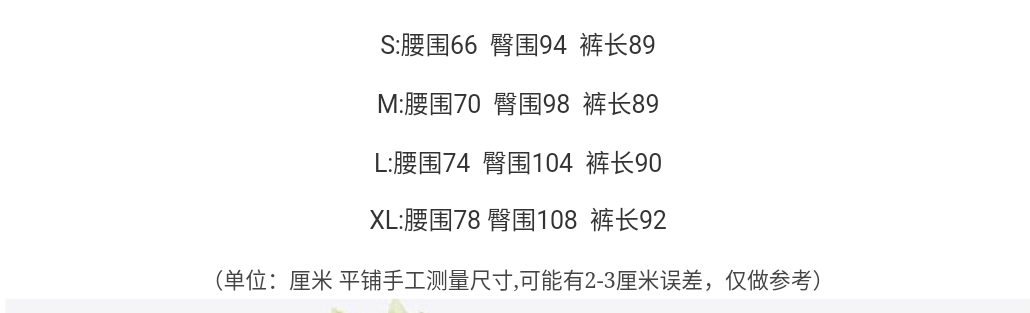 S:腰围66 臀围94 裤长89
M:腰围70 臀围98 裤长89
L:腰围74 臀围104 裤长90
XL:腰围78 臀围108 裤长92
（单位：厘米 平铺手工测量尺寸,可能有2-3厘米误差，仅做参考）